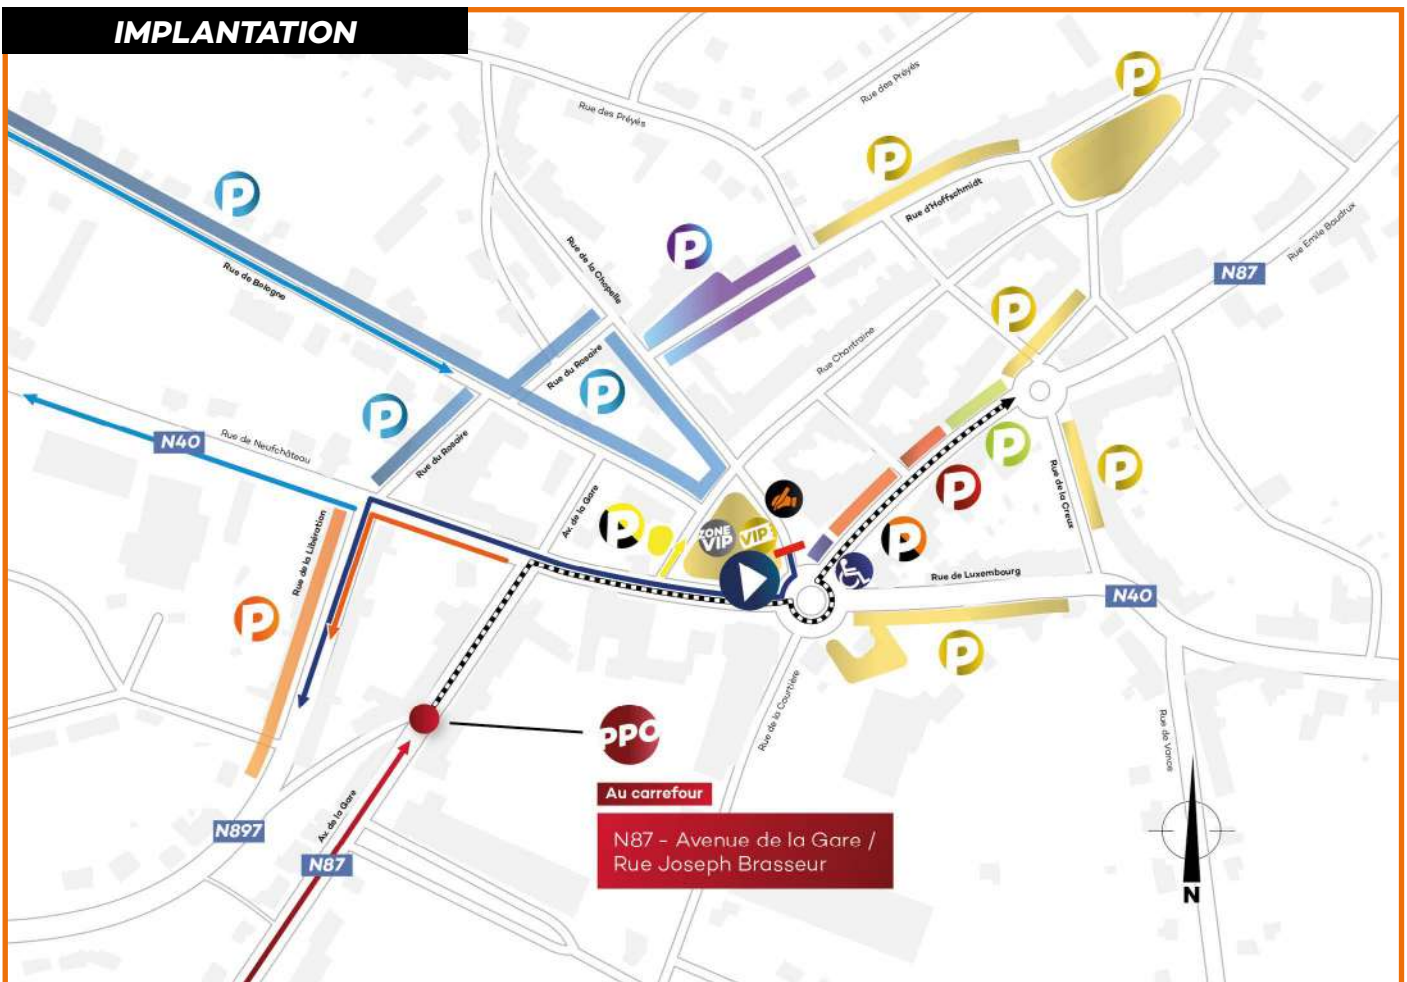 IMPLANTATION
P
Rue des Préyés
Rue des Préyés
P
P
Rue d'Hoffschmidt
Rue Emile Baudrux
N87
Rue de la Chapelle
P
Rue de Bologne
P
Rue Chantraine
Rue du Rosaire
P
P
N40
Rue de Neufchâteau
Rue du Rosaire
P
P
P
Rue de la Creux
Av. de la Gare
P
ZONE
VIP
VIP
P
Rue de la Libération
Rue de Luxembourg
N40
P
P
Rue de la Courtière
Rue de Vance
PPO
Au carrefour
N87 - Avenue de la Gare /
Rue Joseph Brasseur
Av. de la Gare
N897
N87
N